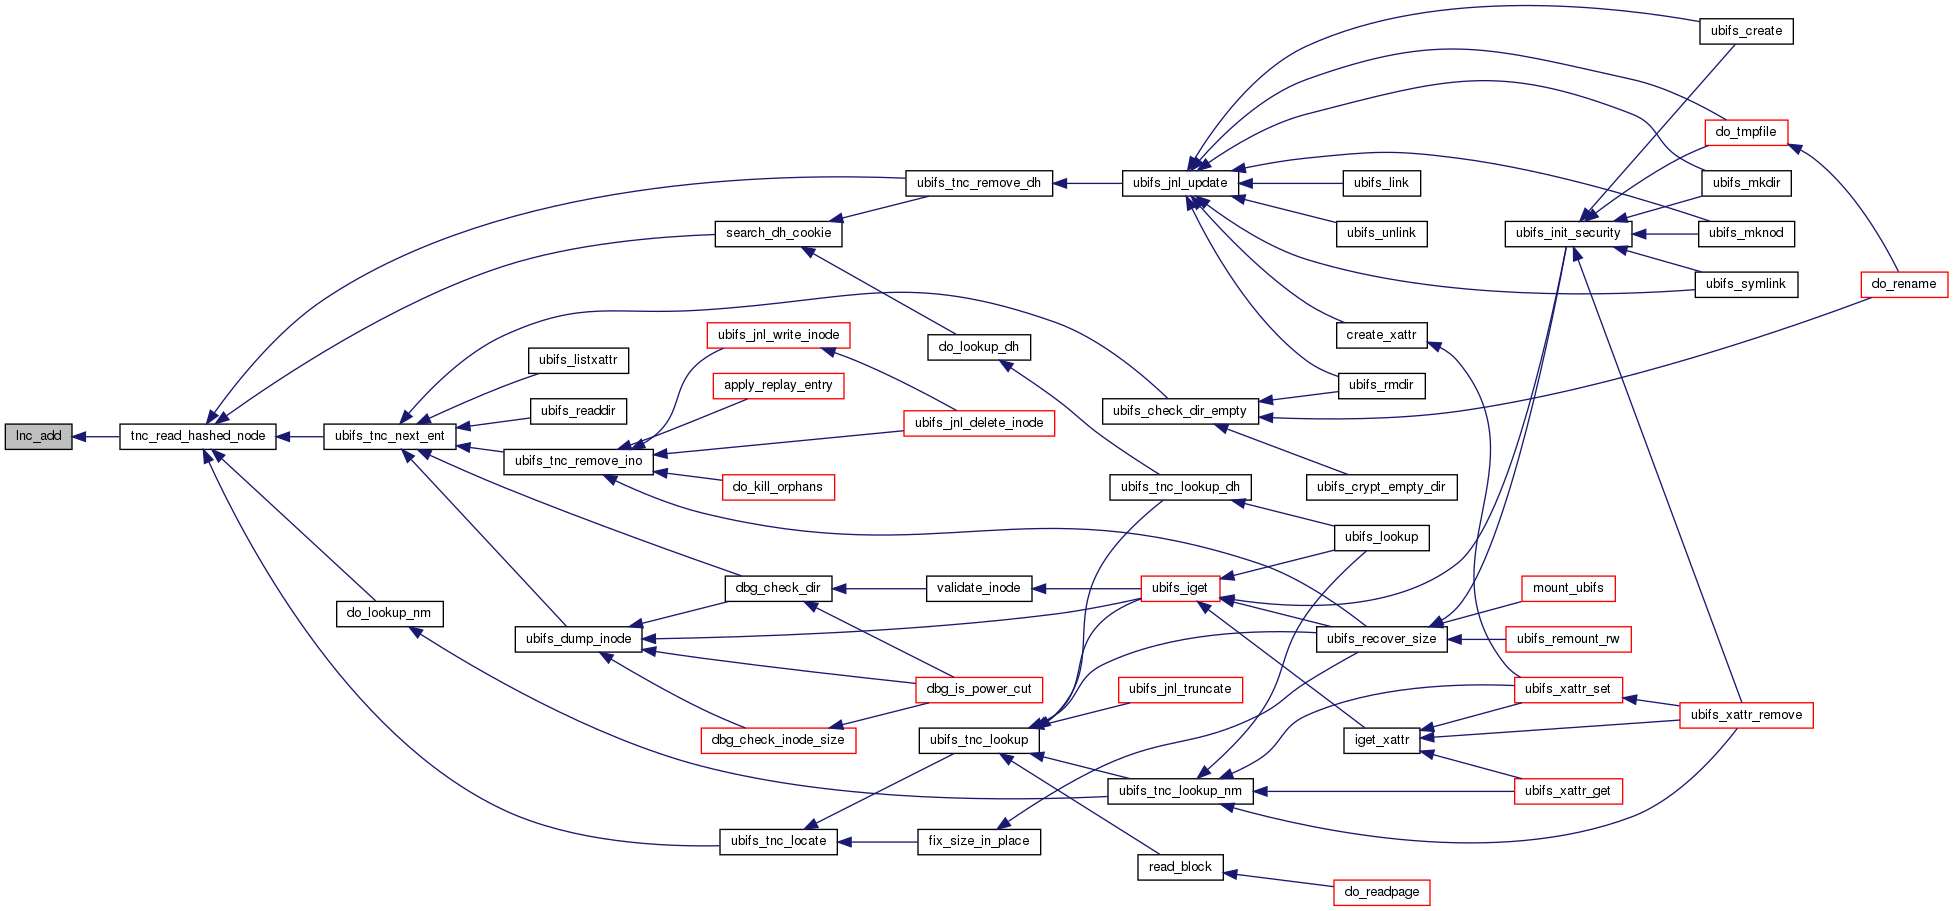 ubifs_create
do_tmpfile
ubifs_tnc_remove_dh
ubifs_jnl_update
ubifs_link
ubifs_mkdir
search_dh_cookie
ubifs_unlink
ubifs_init_security
ubifs_mknod
ubifs_symlink
do_rename
ubifs_jnl_write_inode
create_xattr
do_lookup_dh
ubifs_listxattr
apply_replay_entry
ubifs_rmdir
ubifs_readdir
ubifs_check_dir_empty
ubifs_jnl_delete_inode
lnc_add
tnc_read_hashed_node
ubifs_tnc_next_ent
ubifs_tnc_remove_ino
do_kill_orphans
ubifs_tnc_lookup_dh
ubifs_crypt_empty_dir
ubifs_lookup
dbg_check_dir
validate_inode
ubifs_iget
mount_ubifs
do_lookup_nm
ubifs_dump_inode
ubifs_recover_size
ubifs_remount_rw
dbg_is_power_cut
ubifs_jnl_truncate
ubifs_xattr_set
ubifs_xattr_remove
dbg_check_inode_size
ubifs_tnc_lookup
iget_xattr
ubifs_tnc_lookup_nm
ubifs_xattr_get
ubifs_tnc_locate
fix_size_in_place
read_block
do_readpage